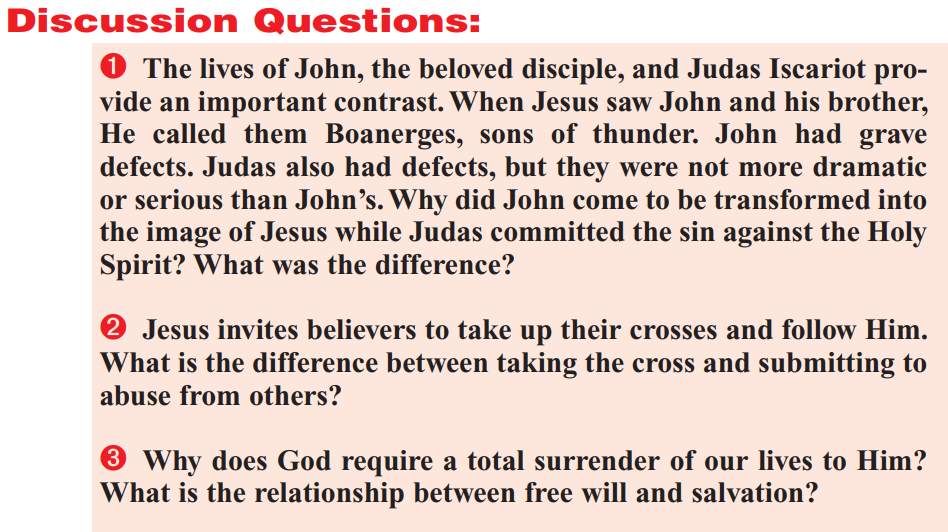 Discussion Questions:
❶ The lives of John, the beloved disciple, and Judas Iscariot pro-
vide an important contrast. When Jesus saw John and his brother,
He called them Boanerges, sons of thunder. John had grave
defects. Judas also had defects, but they were not more dramatic
or serious than John’s. Why did John come to be transformed into
the image of Jesus while Judas committed the sin against the Holy
Spirit? What was the difference?
❷ Jesus invites believers to take up their crosses and follow Him.
What is the difference between taking the cross and submitting to
abuse from others?
❸ Why does God require a total surrender of our lives to Him?
What is the relationship between free will and salvation?